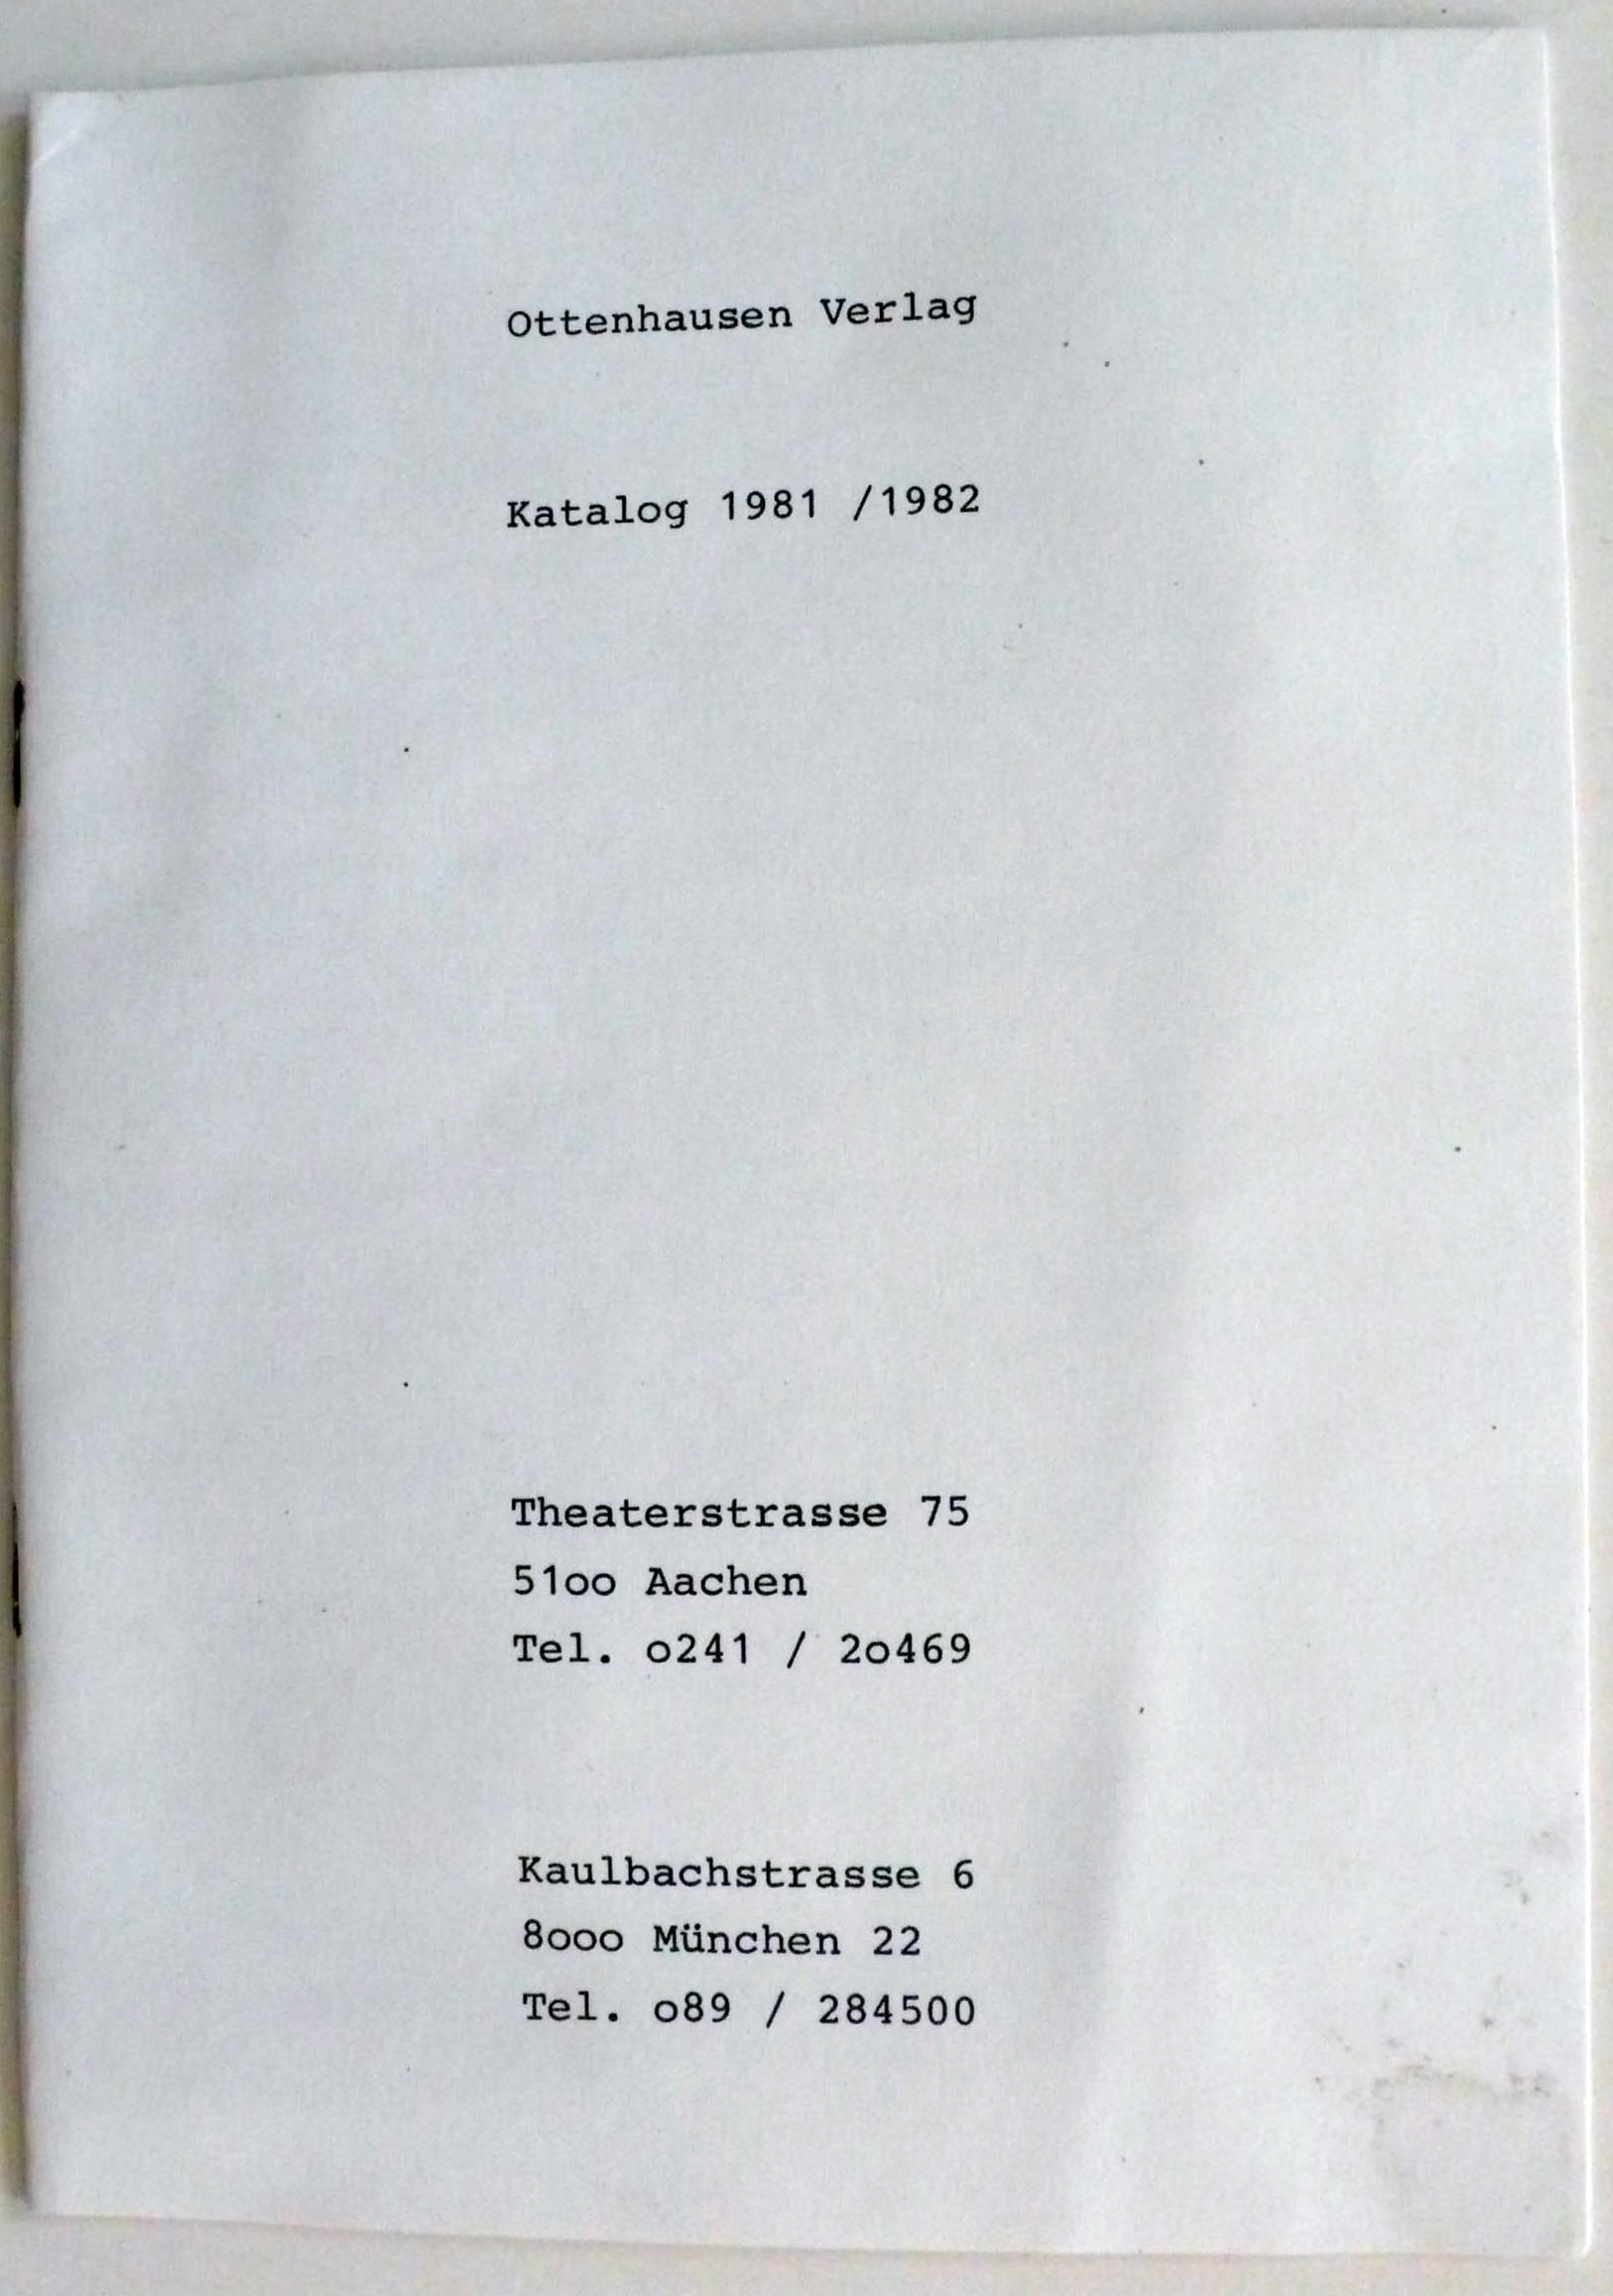 Ottenhausen Verlag
Katalog 1981 /1982
Theaterstrasse 75
51oo Aachen
Tel. o241 / 2o469
Kaulbachstrasse 6
8ooo München 22
Tel. o89 / 284500